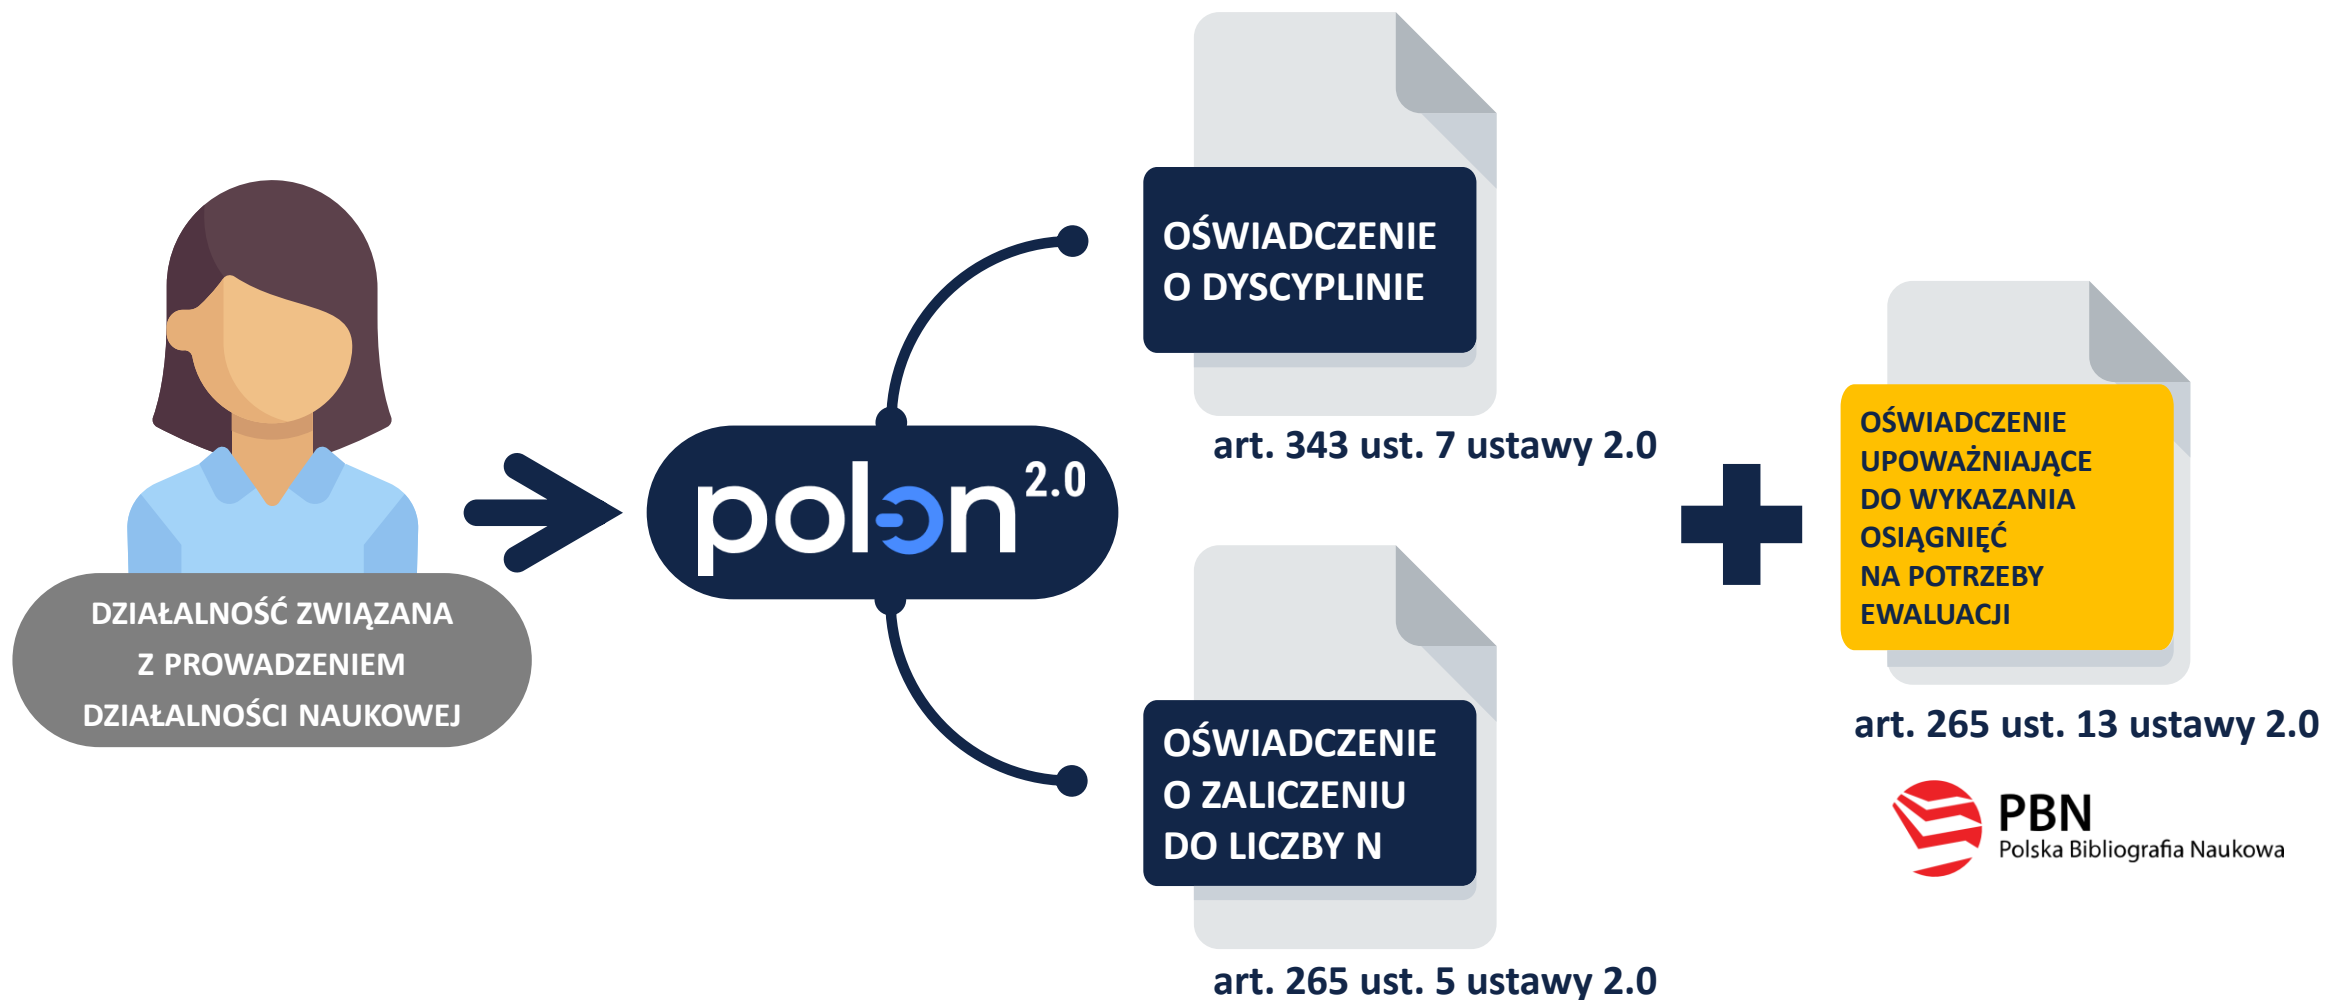 DZIAŁALNOŚĆ ZWIĄZANA
Z PROWADZENIEM
DZIAŁALNOŚCI NAUKOWEJ
polon 2.0
OŚWIADCZENIE
O DYSCYPLINIE
art. 343 ust. 7 ustawy 2.0
OŚWIADCZENIE
O ZALICZENIU
DO LICZBY N
art. 265 ust. 5 ustawy 2.0
OŚWIADCZENIE
UPOWAŻNIAJĄCE
DO WYKAZANIA
OSIĄGNIĘĆ
NA POTRZEBY
EWALUACJI
art. 265 ust. 13 ustawy 2.0
PBN
Polska Bibliografia Naukowa